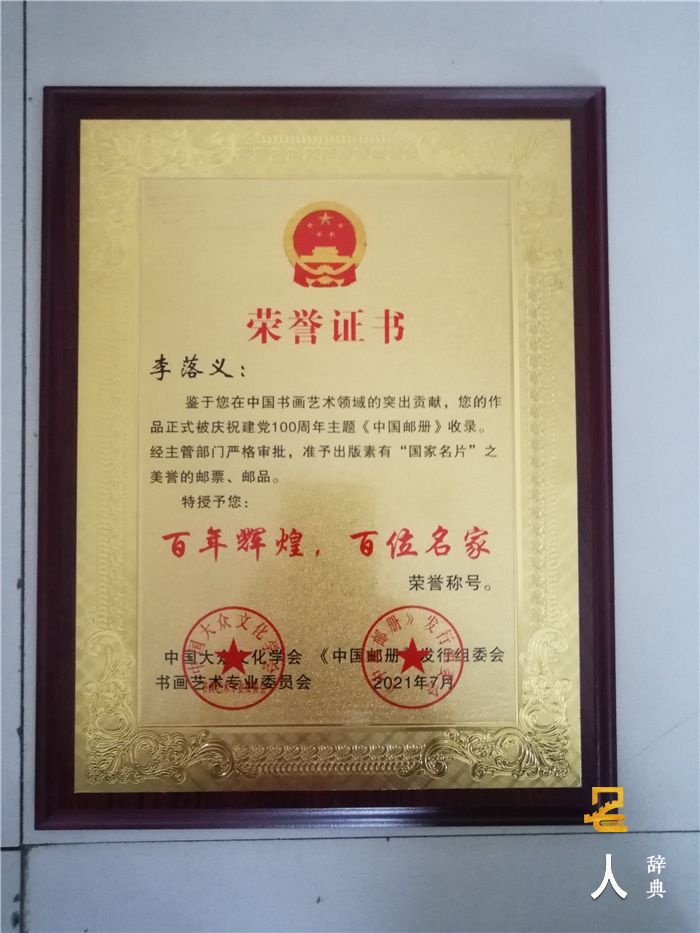 荣誉证书
李落义：
鉴于您在中国书画艺术领域的突出贡献，您的作
品正式被庆祝建党100周年主题《中国邮册》收录。
经主管部门严格审批，准予出版素有“国家名片”之
美誉的邮票、邮品。
特授予您：
百年辉煌，百位名家
荣誉称号。
中国大众文化学会
书画艺术专业委员会
《中国邮册》发行组委会
2021年7月
名
人
辞典